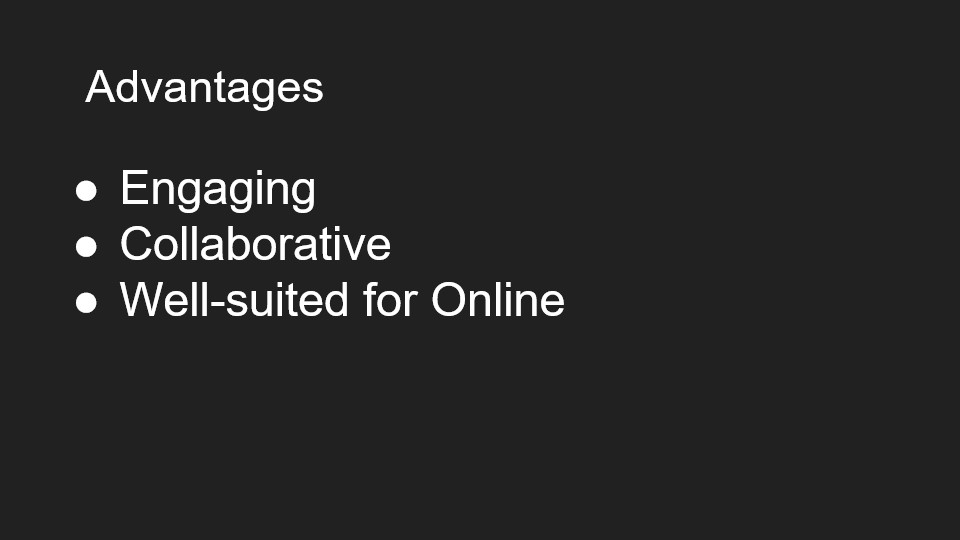 Advantages
● Engaging
● Collaborative
● Well-suited for Online